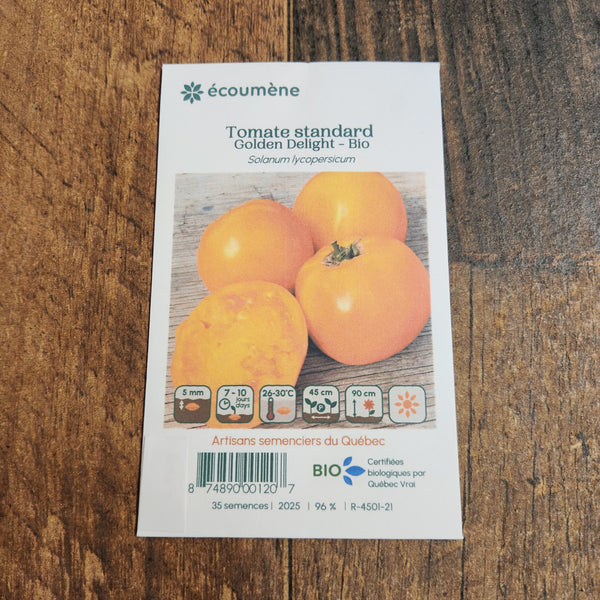 écoumène
Tomate standard
Golden Delight - Bio
Solanum lycopersicum
5 mm
7 - 10
jours
days
26-30°C
45 cm
P
90 cm
Artisans semenciers du Québec
BIO
Certifiées
biologiques par
Québec Vrai
8 74890 00120 7
35 semences | 2025 | 96 % | R-4501-21